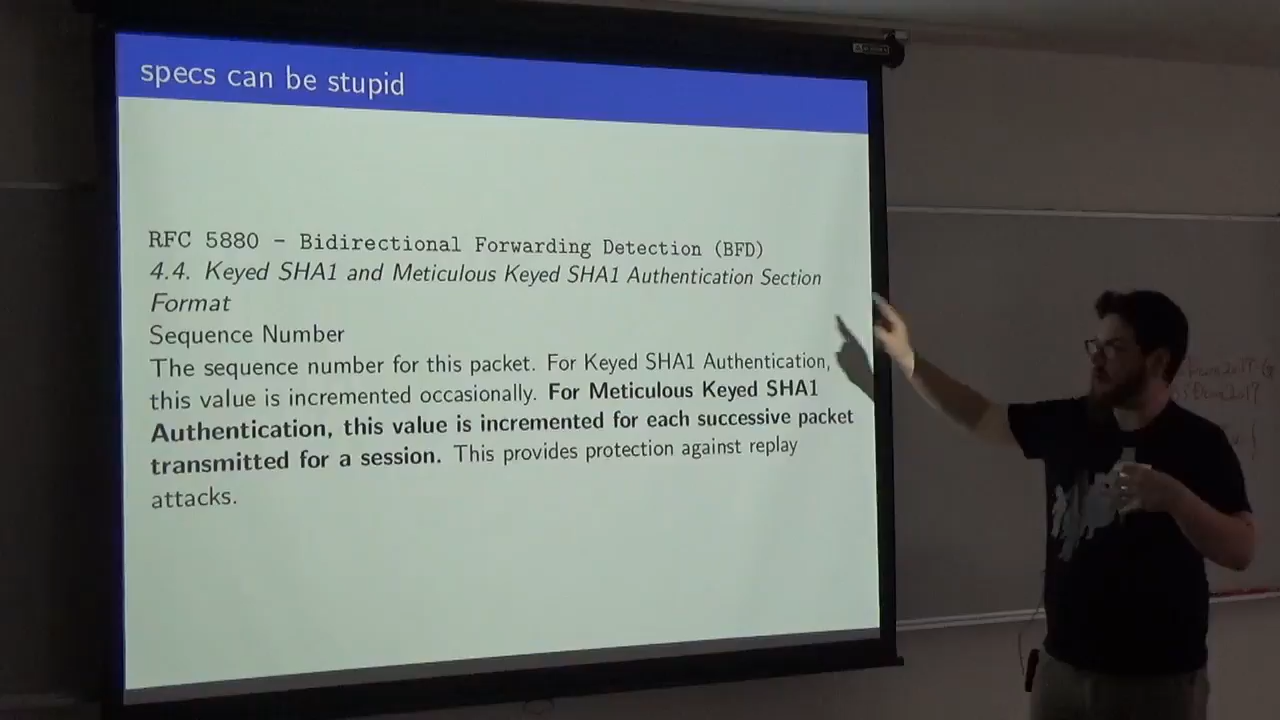 specs can be stupid
RFC 5880 - Bidirectional Forwarding Detection (BFD)
4.4. Keyed SHA1 and Meticulous Keyed SHA1 Authentication Section
Format
Sequence Number
The sequence number for this packet. For Keyed SHA1 Authentication,
this value is incremented occasionally. For Meticulous Keyed SHA1
Authentication, this value is incremented for each successive packet
transmitted for a session. This provides protection against replay
attacks.